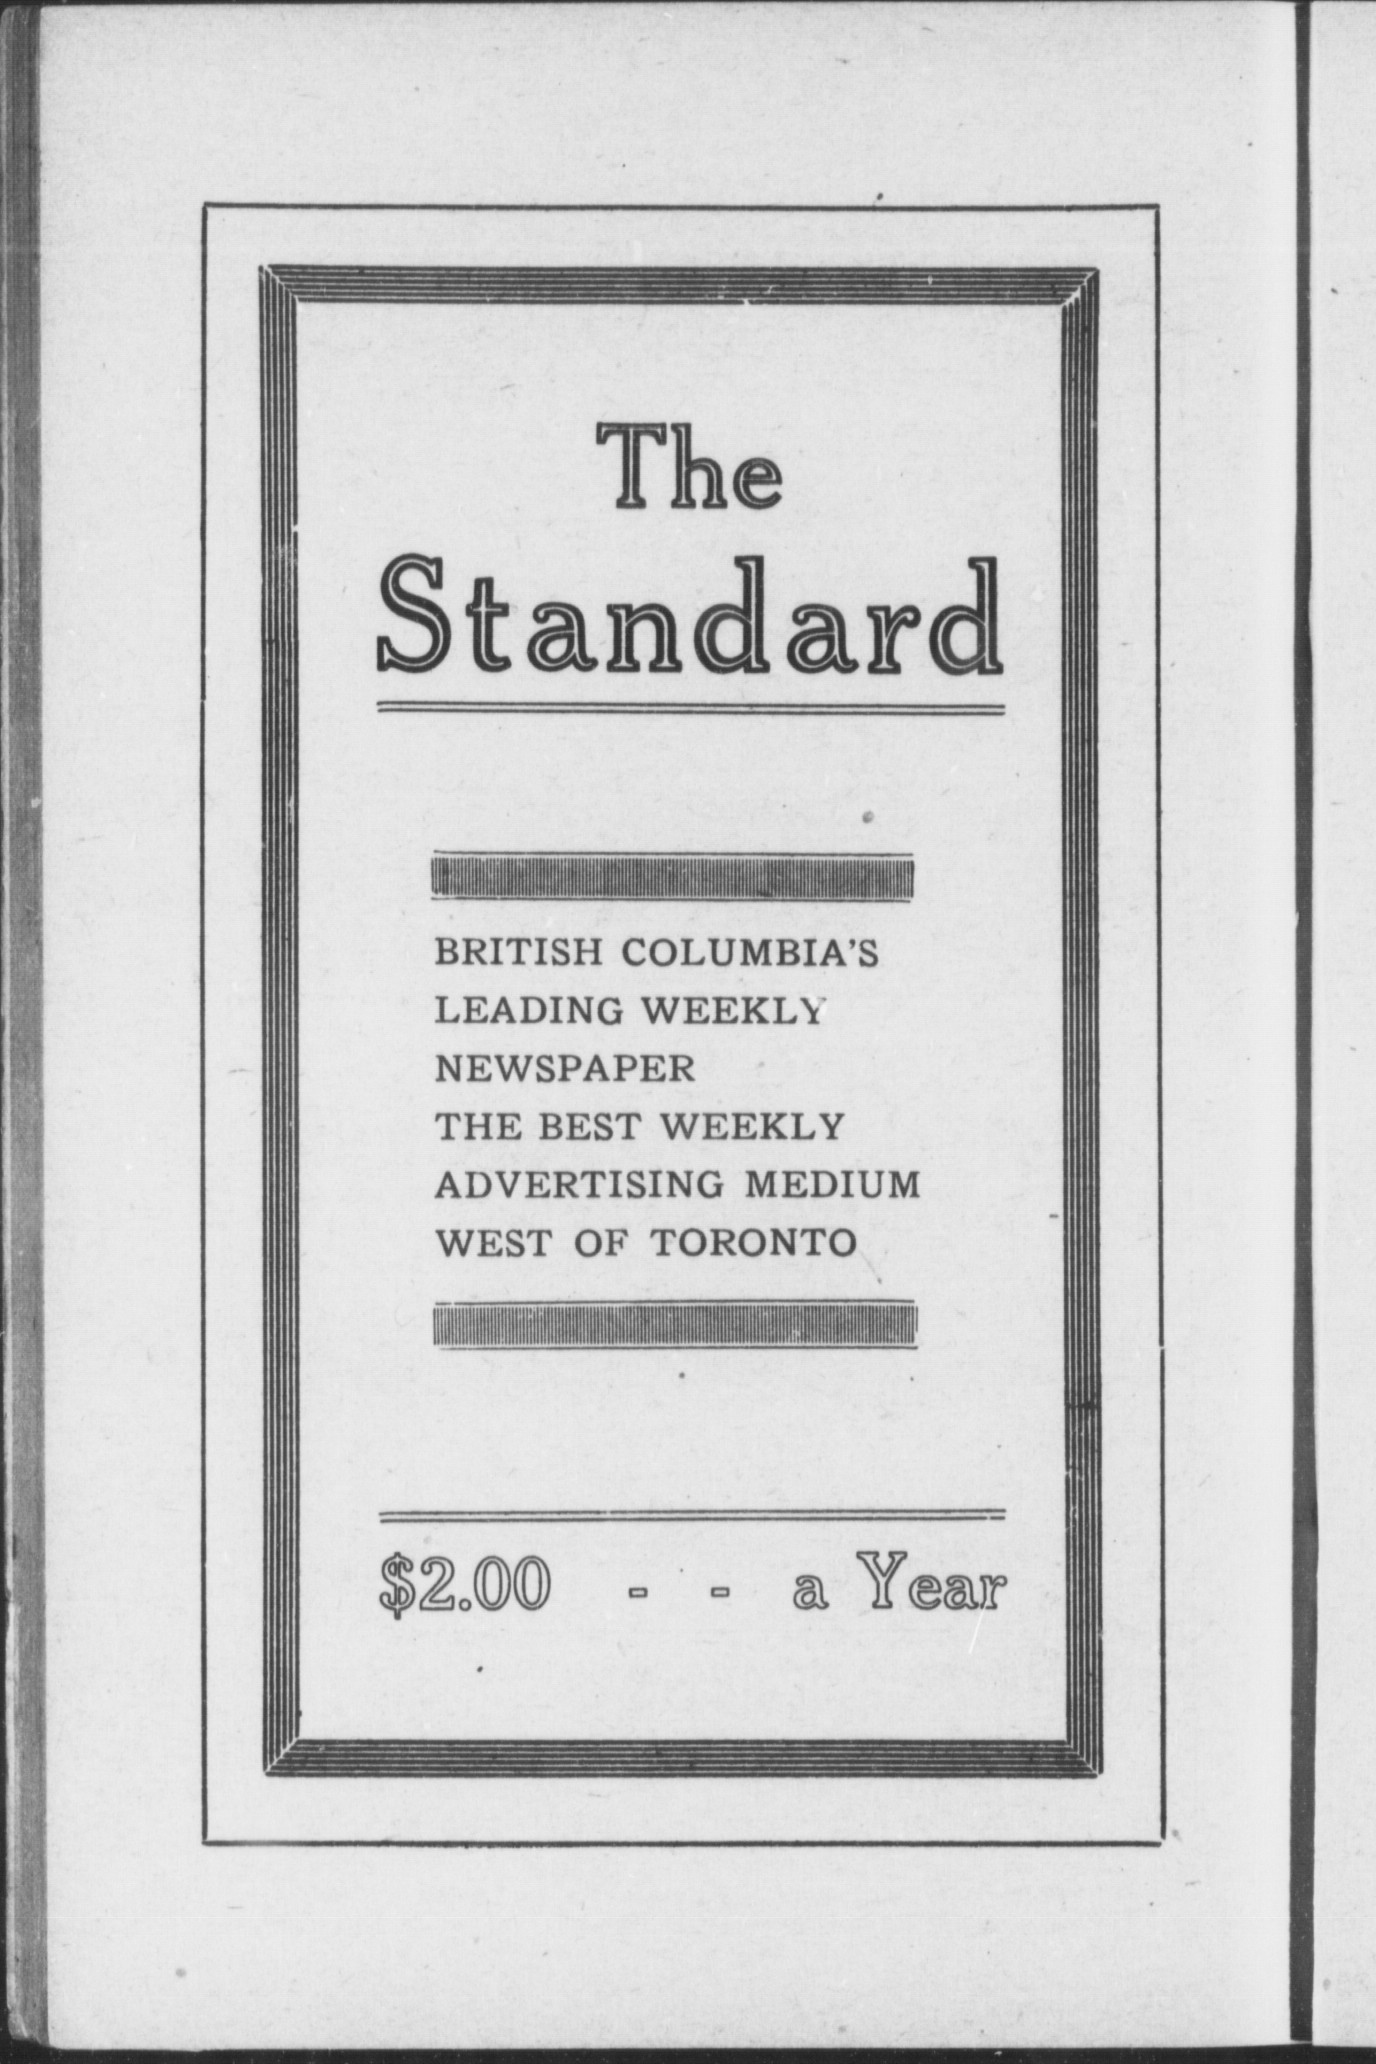 The
Standard
BRITISH COLUMBIA'S
LEADING WEEKLY
NEWSPAPER
THE BEST WEEKLY
ADVERTISING MEDIUM
WEST OF TORONTO
$2.00 - - a Year